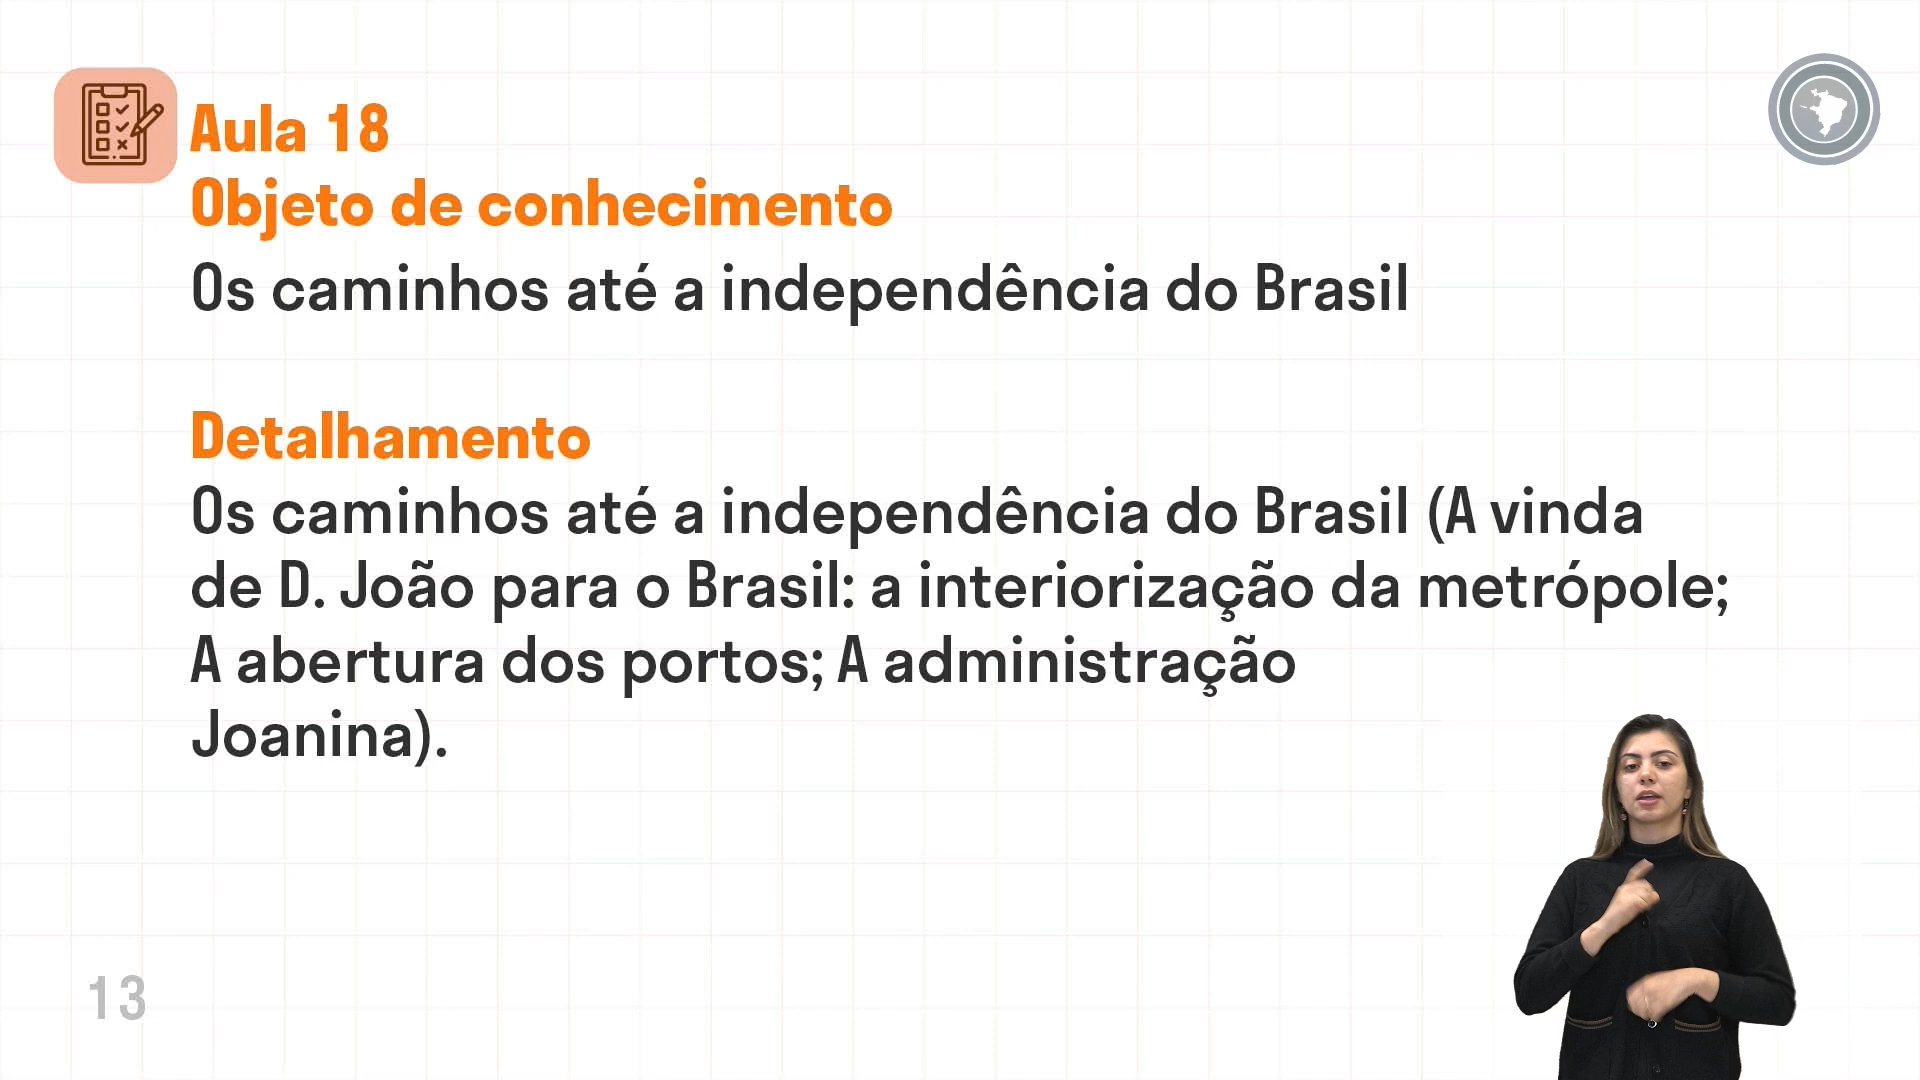 Aula 18
Objeto de conhecimento
Os caminhos até a independência do Brasil
Detalhamento
Os caminhos até a independência do Brasil (A vinda
de D. João para o Brasil: a interiorização da metrópole;
A abertura dos portos; A administração
Joanina).
13